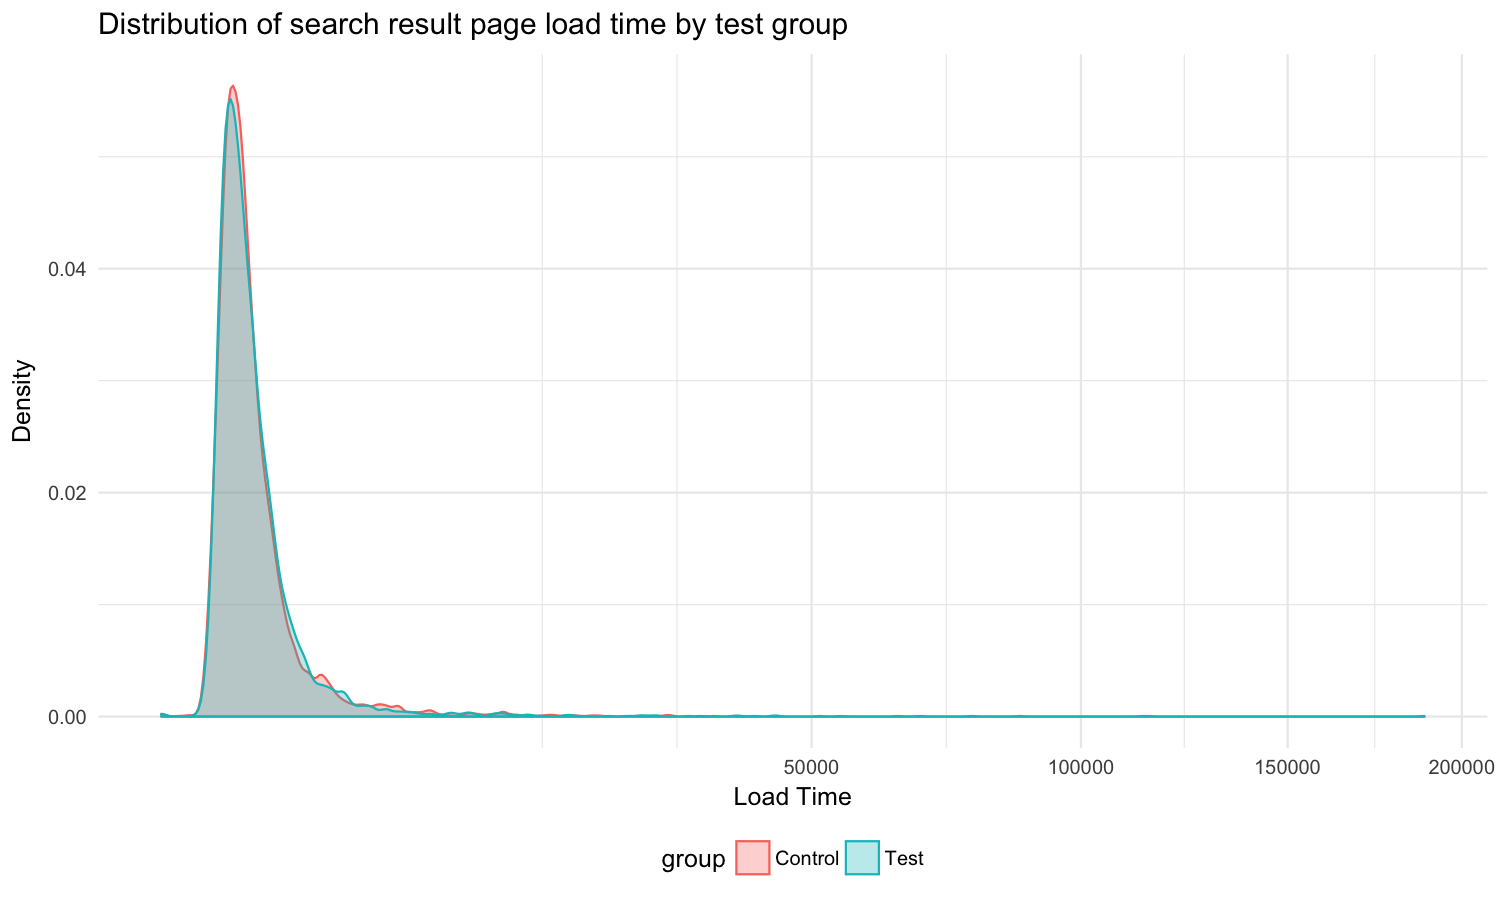 Distribution of search result page load time by test group
Density
0.04
0.02
0.00
50000 100000 150000 200000
Load Time
group Control Test